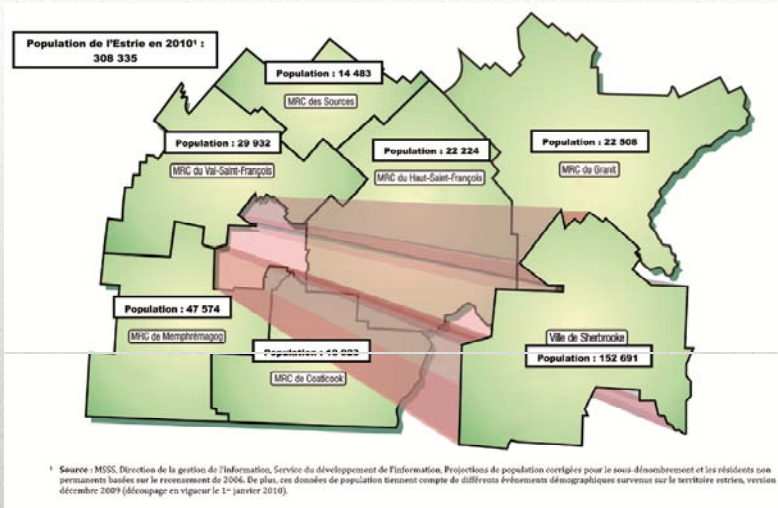 Population de l'Estrie en 2010¹ :
308 335
Population : 14 483
MRC des Sources
Population : 29 932
MRC du Val-Saint-François
Population : 22 224
MRC du Haut-Saint-François
Population : 22 508
MRC du Granit
Population : 47 574
MRC de Memphrémagog
Population : 18 923
MRC de Coaticook
Ville de Sherbrooke
Population : 152 691
¹ Source : MSSS, Direction de la gestion de l'information, Service du développement de l'information, Projections de population corrigées pour le sous-dénombrement et les résidents non
permanents basées sur le recensement de 2006. De plus, ces données de population tiennent compte de différents événements démographiques survenus sur le territoire estrien, version
décembre 2009 (découpage en vigueur le 1ᵉʳ janvier 2010).